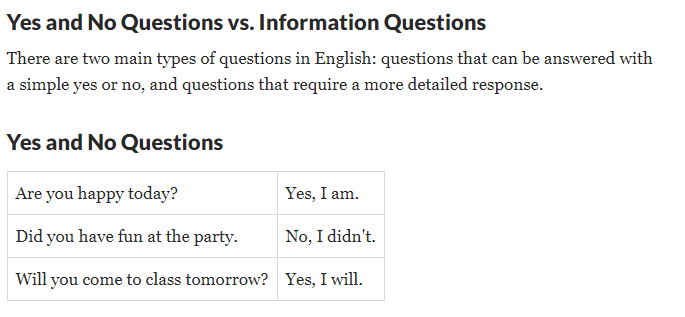 Yes and No Questions vs. Information Questions
There are two main types of questions in English: questions that can be answered with
a simple yes or no, and questions that require a more detailed response.
Yes and No Questions
Are you happy today? Yes, I am.
Did you have fun at the party. No, I didn't.
Will you come to class tomorrow? Yes, I will.